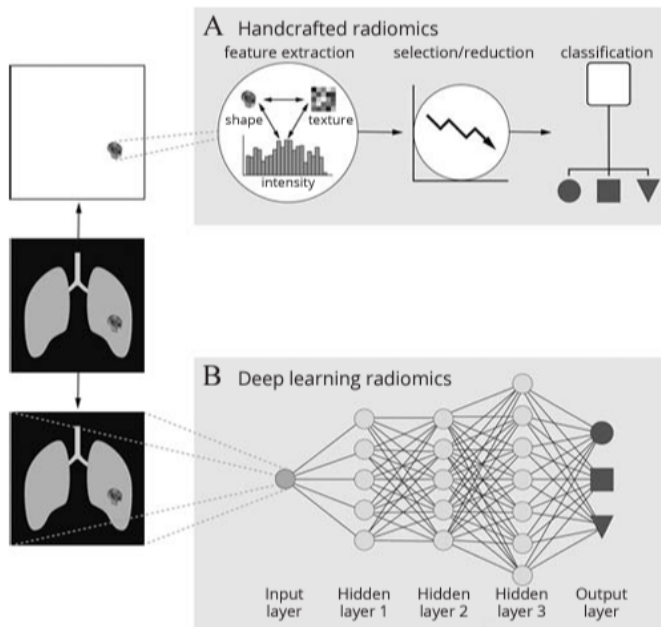 A Handcrafted radiomics
feature extraction selection/reduction classification
shape texture
intensity
B Deep learning radiomics
Input Hidden Hidden Hidden Output
layer layer 1 layer 2 layer 3 layer